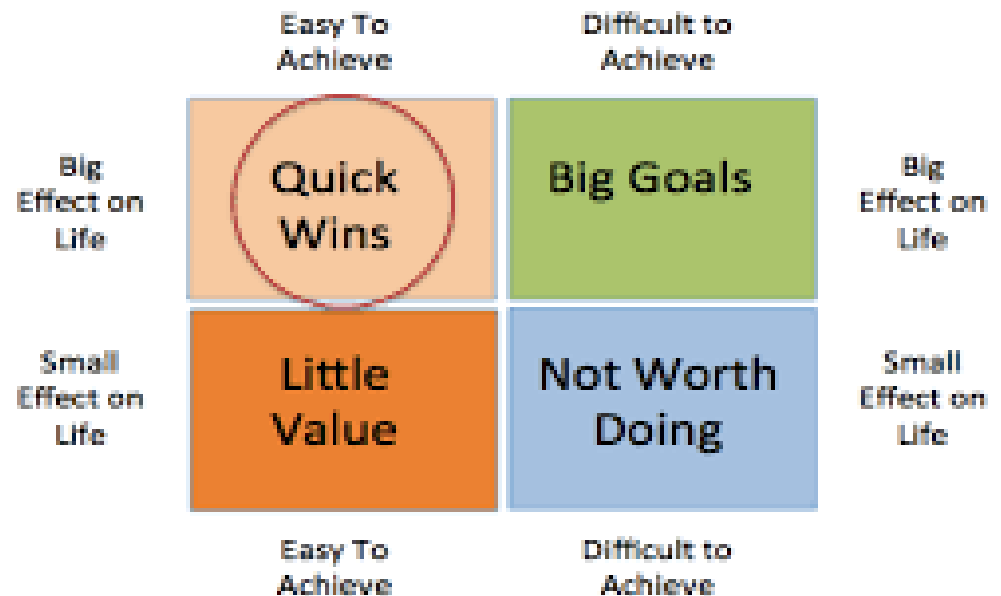 Easy To
Achieve
Difficult to
Achieve
Big
Effect on
Life
Quick
Wins
Big Goals
Big
Effect on
Life
Small
Effect on
Life
Little
Value
Not Worth
Doing
Small
Effect on
Life
Easy To
Achieve
Difficult to
Achieve